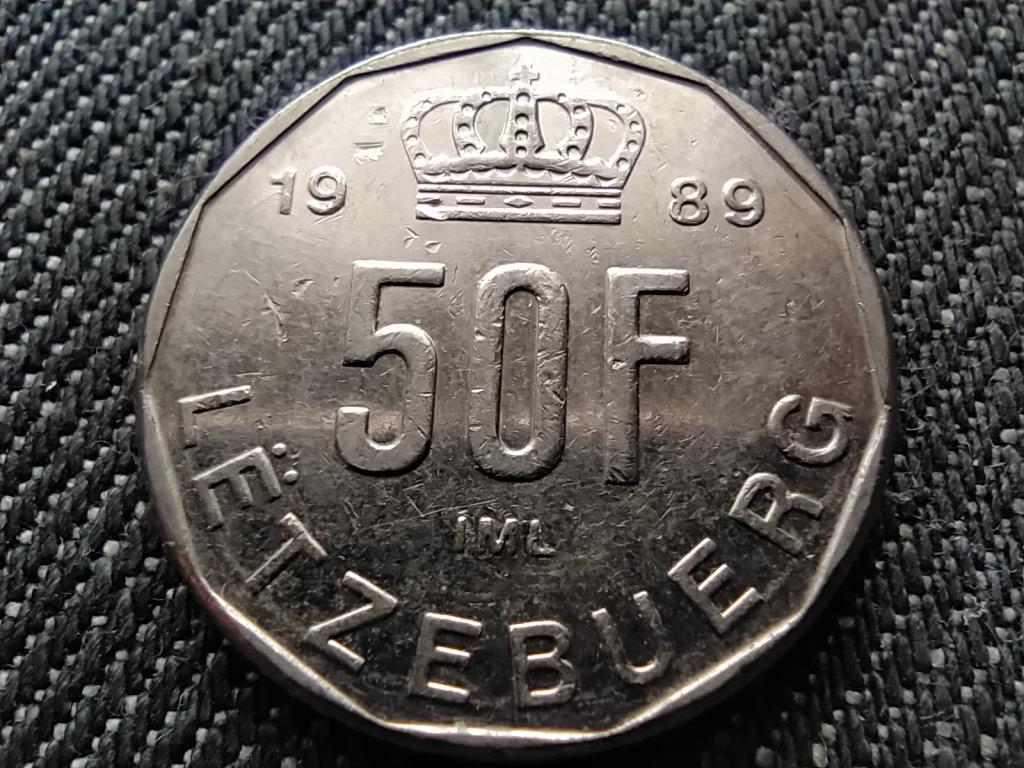 19 89
50F
IML
LËTZEBUERG